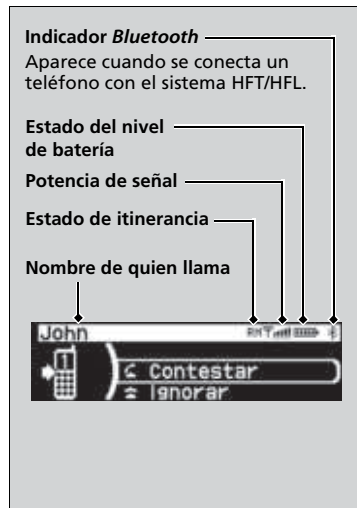 Indicador Bluetooth
Aparece cuando se conecta un
teléfono con el sistema HFT/HFL.
Estado del nivel
de batería
Potencia de señal
Estado de itinerancia
Nombre de quien llama
John
1
Contestar
Ignorar